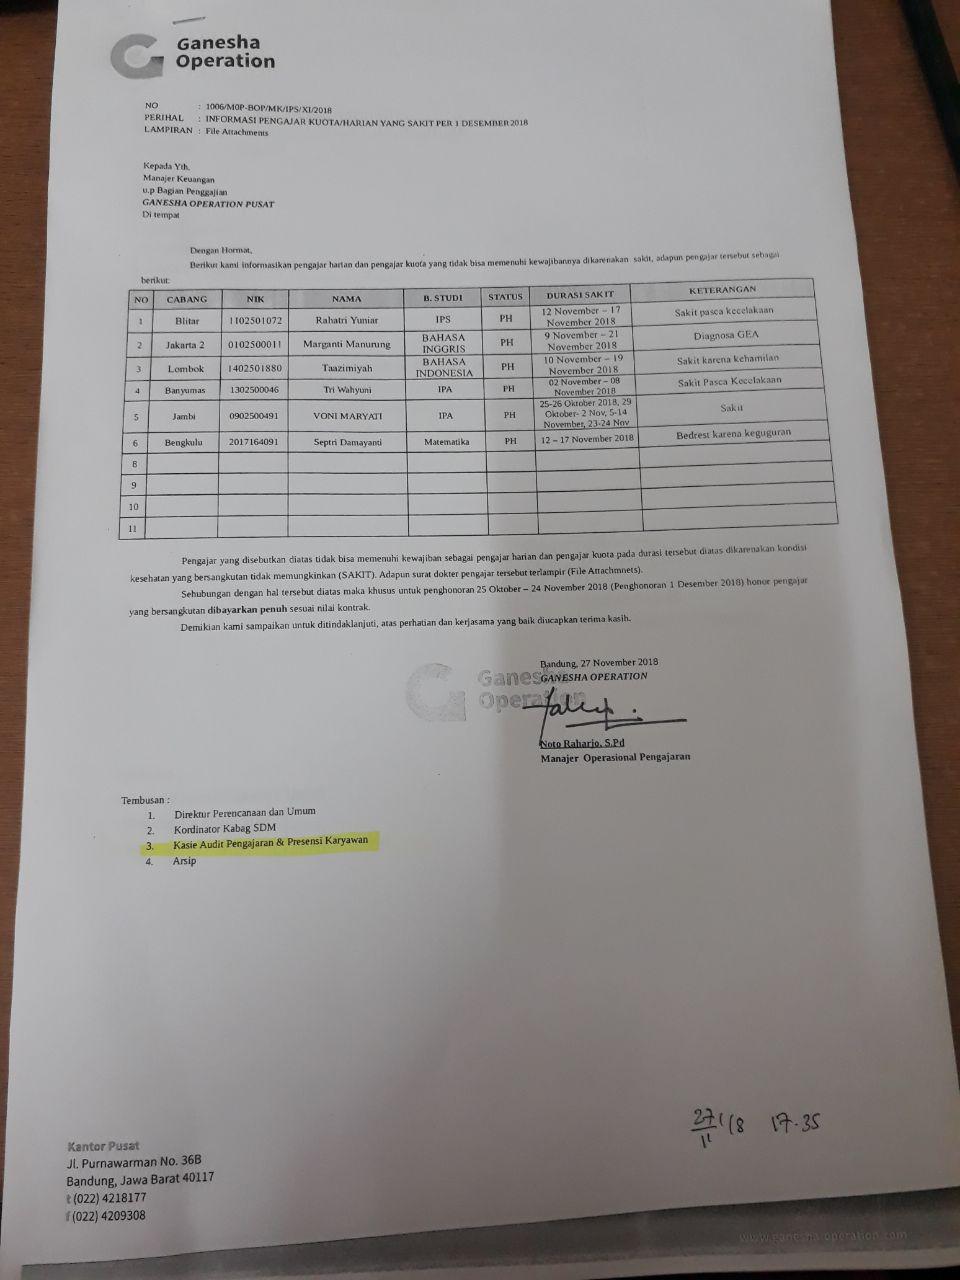 Ganesha
Operation
NO : 1006/M0P-BOP/MK/IPS/XI/2018
PERIHAL : INFORMASI PENGAJAR KUOTA/HARIAN YANG SAKIT PER 1 DESEMBER 2018
LAMPIRAN : File Attachments
Kepada Yth,
Manajer Keuangan
u.p Bagian Penggajian
GANESHA OPERATION PUSAT
Di tempat
Dengan Hormat,
Berikut kami informasikan pengajar harian dan pengajar kuota yang tidak bisa memenuhi kewajibannya dikarenakan sakit, adapun pengajar tersebut sebagai
berikut:
NO CABANG NIK NAMA B. STUDI STATUS DURASI SAKIT KETERANGAN
1 Blitar 1102501072 Rahatri Yuniar IPS PH 12 November – 17 November 2018 Sakit pasca kecelakaan
2 Jakarta 2 0102500011 Marganti Manurung BAHASA INGGRIS PH 9 November – 21 November 2018 Diagnosa GEA
3 Lombok 1402501880 Taazimiyah BAHASA INDONESIA PH 10 November – 19 November 2018 Sakit karena kehamilan
4 Banyumas 1302500046 Tri Wahyuni IPA PH 02 November – 08 November 2018 Sakit Pasca Kecelakaan
5 Jambi 0902500491 VONI MARYATI IPA PH 25-26 Oktober 2018, 29 Oktober- 2 Nov, 5-14 November, 23-24 Nov Sakit
6 Bengkulu 2017164091 Septri Damayanti Matematika PH 12 – 17 November 2018 Bedrest karena keguguran
8
9
10
11
Pengajar yang disebutkan diatas tidak bisa memenuhi kewajiban sebagai pengajar harian dan pengajar kuota pada durasi tersebut diatas dikarenakan kondisi
kesehatan yang bersangkutan tidak memungkinkan (SAKIT). Adapun surat dokter pengajar tersebut terlampir (File Attachmnets).
Sehubungan dengan hal tersebut diatas maka khusus untuk penghonoran 25 Oktober – 24 November 2018 (Penghonoran 1 Desember 2018) honor pengajar
yang bersangkutan dibayarkan penuh sesuai nilai kontrak.
Demikian kami sampaikan untuk ditindaklanjuti, atas perhatian dan kerjasama yang baik diucapkan terima kasih.
Bandung, 27 November 2018
GANESHA OPERATION
Ganesha
Operation
Noto Raharjo, S.Pd
Manajer Operasional Pengajaran
Tembusan :
1. Direktur Perencanaan dan Umum
2. Kordinator Kabag SDM
3. Kasie Audit Pengajaran & Presensi Karyawan
4. Arsip
27/11 18 17.35
Kantor Pusat
Jl. Purnawarman No. 36B
Bandung, Jawa Barat 40117
t (022) 4218177
f (022) 4209308
www.ganesha-operation.com